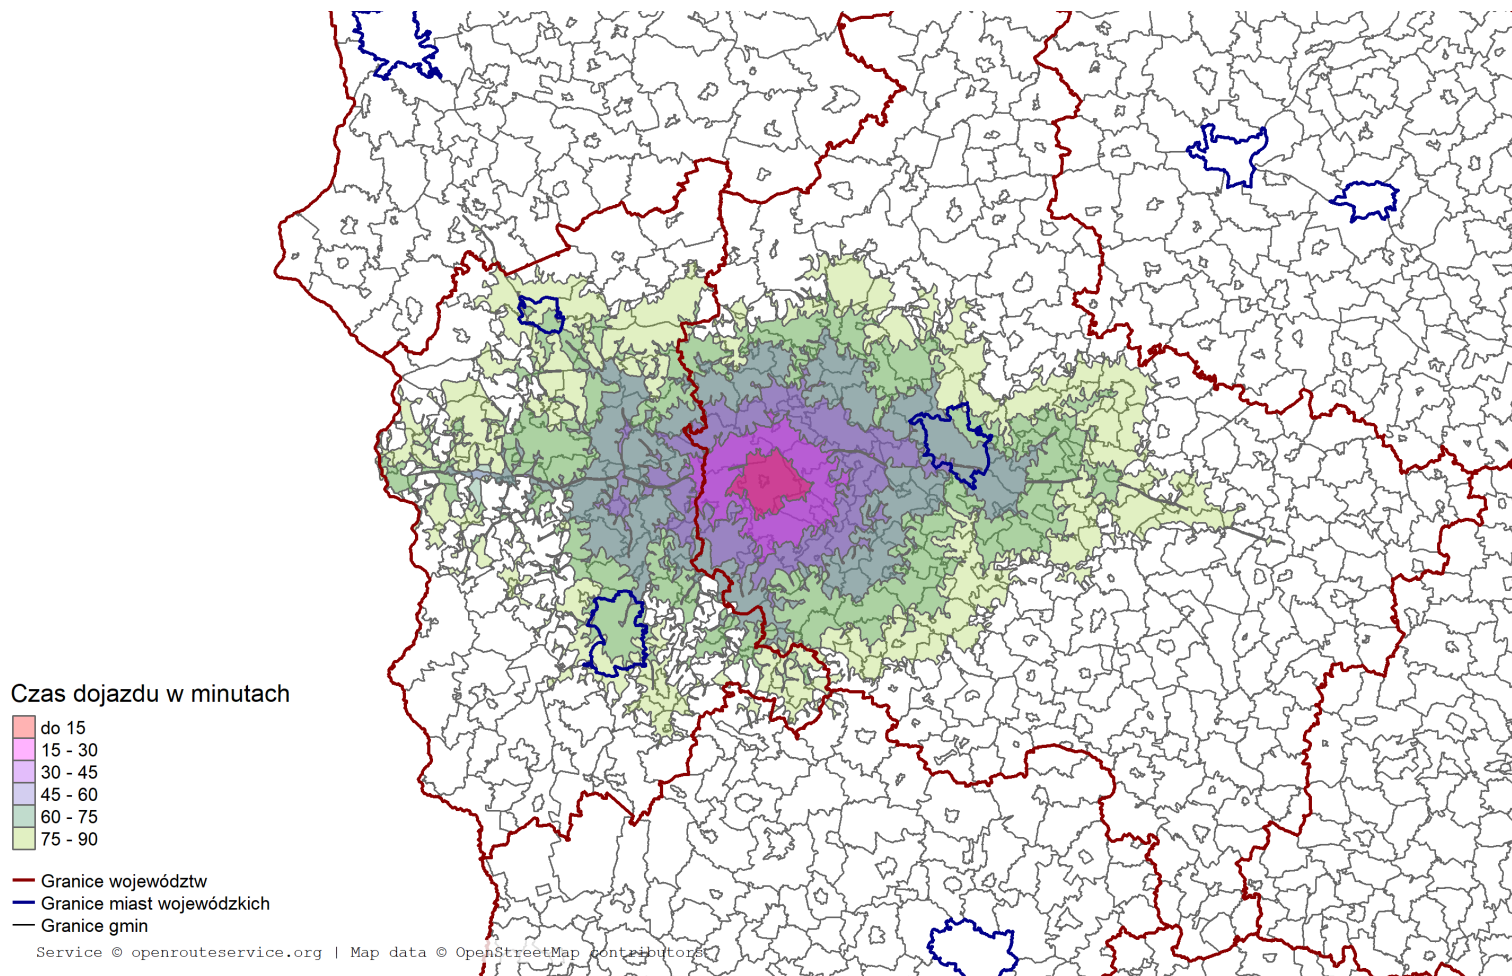 Czas dojazdu w minutach
do 15
15 - 30
30 - 45
45 - 60
60 - 75
75 - 90
Granice województw
Granice miast wojewódzkich
Granice gmin
Service © openrouteservice.org | Map data © OpenStreetMap contributors